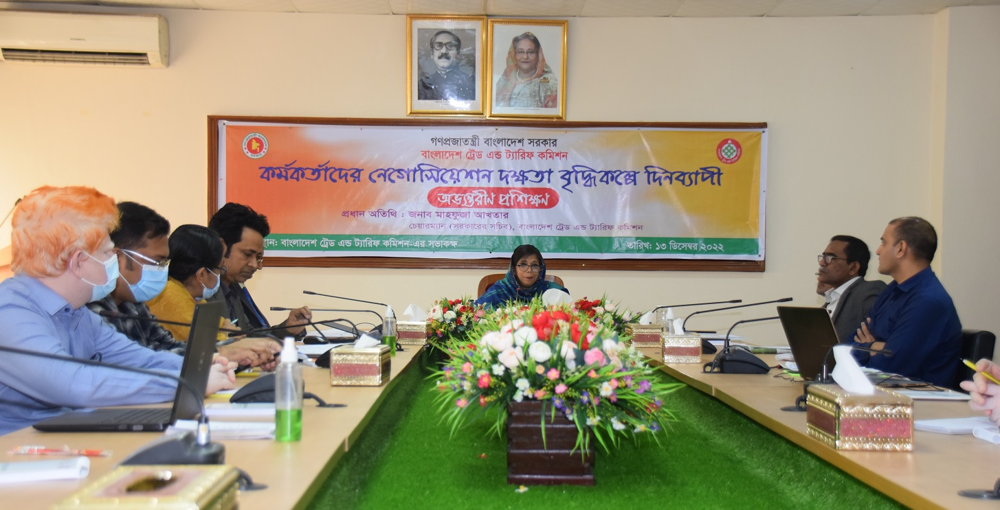 গণপ্রজাতন্ত্রী বাংলাদেশ সরকার
বাংলাদেশ ট্রেড এন্ড ট্যারিফ কমিশন
কর্মকর্তাদের নেগোসিয়েশন দক্ষতা বৃদ্ধিকল্পে দিনব্যাপী
অভ্যন্তরীণ প্রশিক্ষণ
প্রধান অতিথি : জনাব মাহফুজা আখতার
চেয়ারম্যান (সরকারের সচিব), বাংলাদেশ ট্রেড এন্ড ট্যারিফ কমিশন
স্থান: বাংলাদেশ ট্রেড এন্ড ট্যারিফ কমিশন-এর সভাকক্ষ তারিখ: ১৩ ডিসেম্বর ২০২২